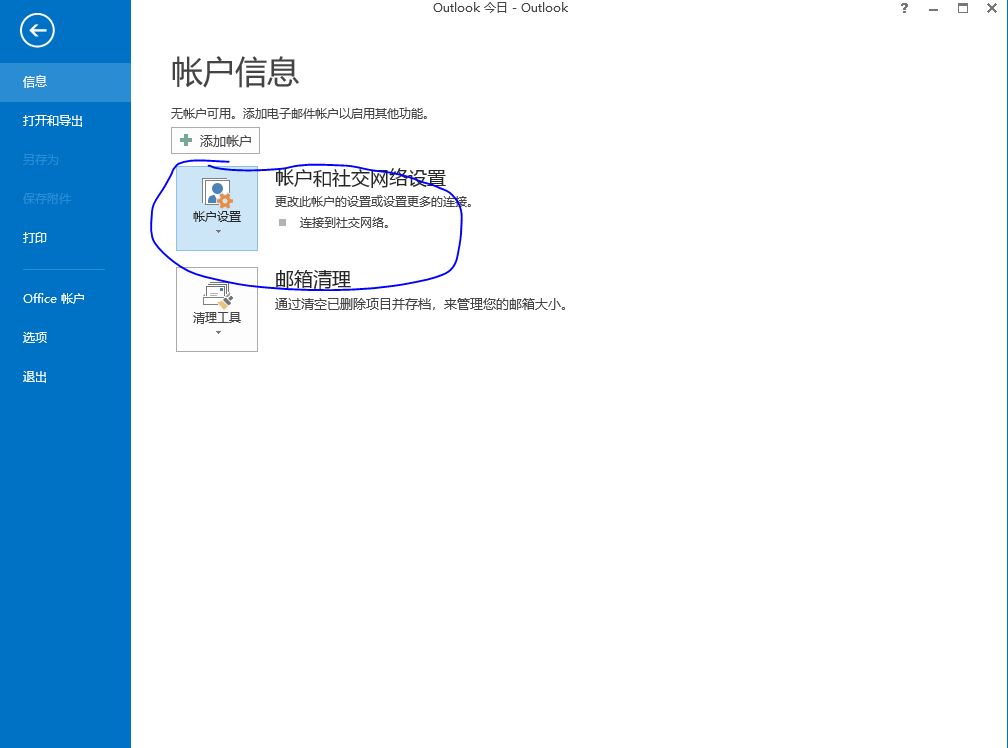 Outlook 今日 - Outlook
?
信息
打开和导出
另存为
保存附件
打印
Office 帐户
选项
退出
帐户信息
无帐户可用。添加电子邮件帐户以启用其他功能。
添加帐户
帐户设置
帐户和社交网络设置
更改此帐户的设置或设置更多的连接。
连接到社交网络。
清理工具
邮箱清理
通过清空已删除项目并存档，来管理您的邮箱大小。